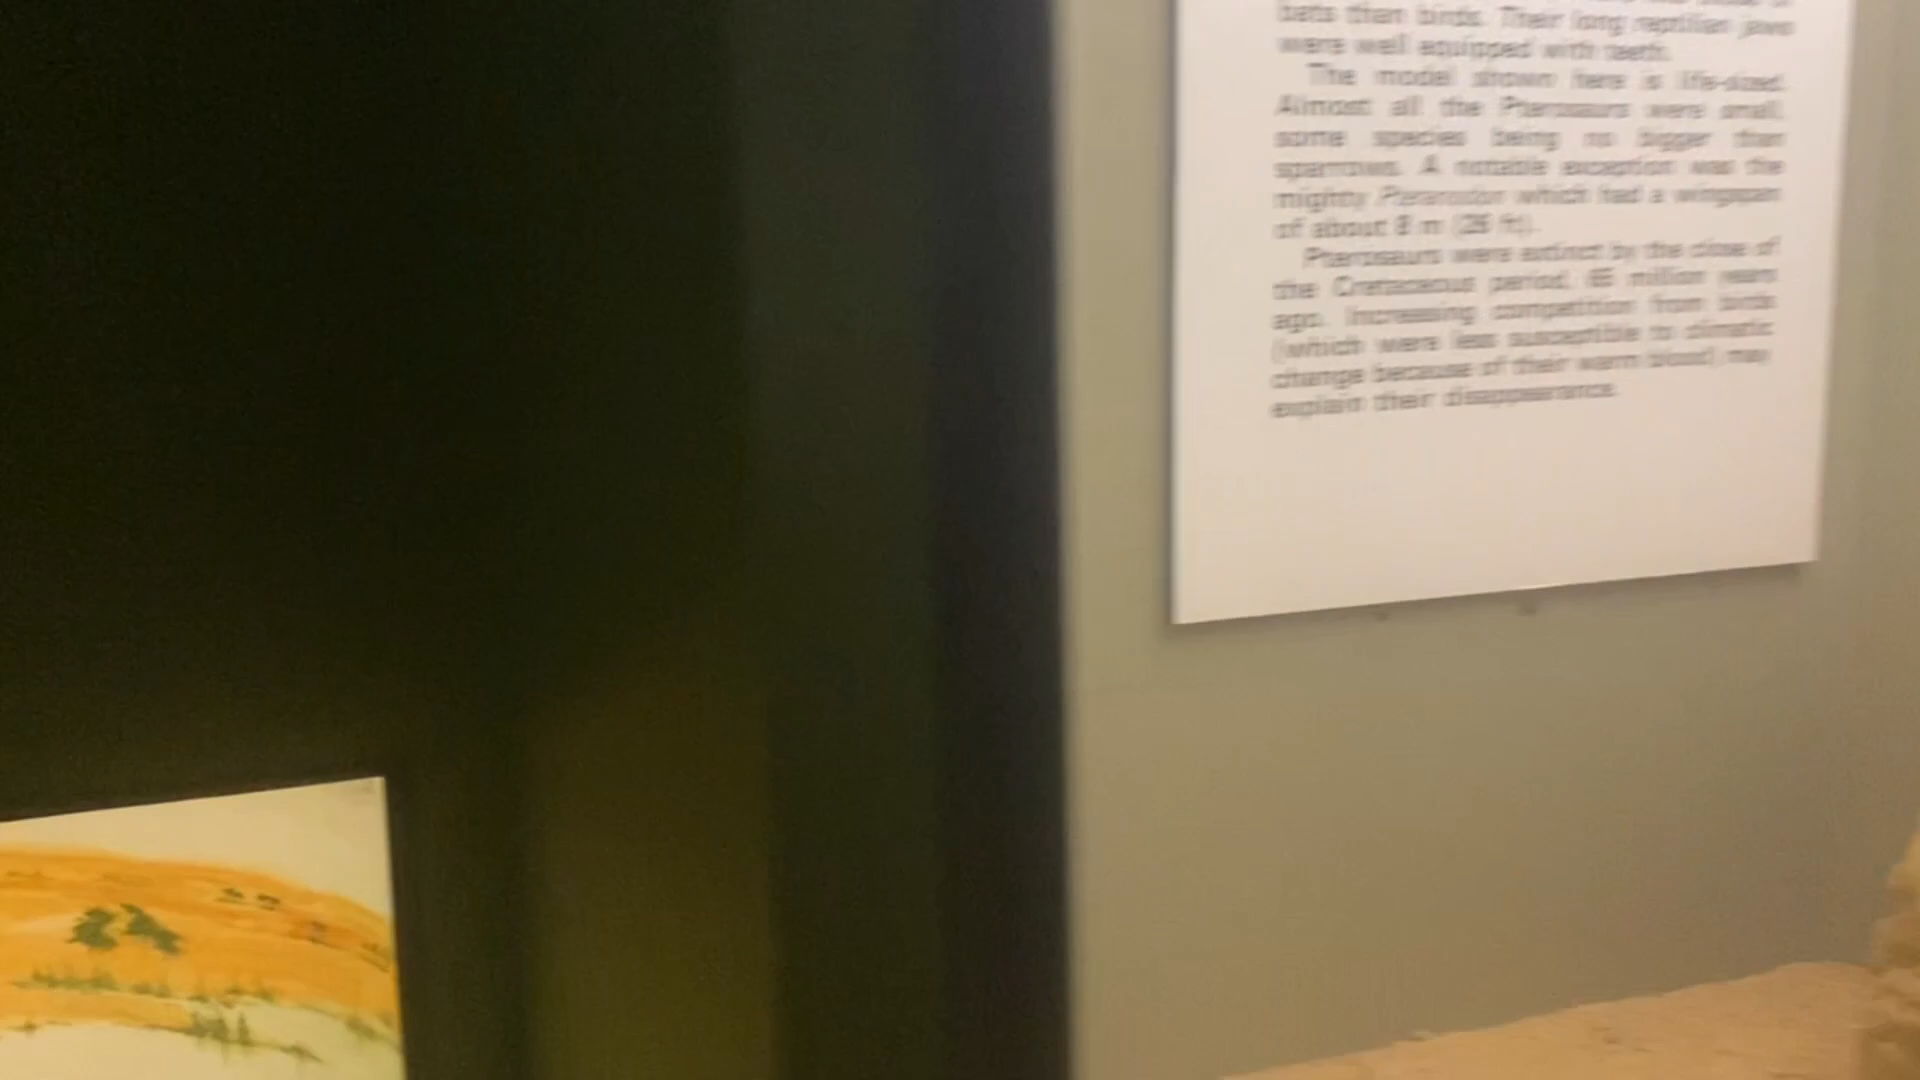 bats than birds. Their long reptilian jaws
were well equipped with teeth.
The model shown here is life-sized.
Almost all the Pterosaurs were small,
some species being no bigger than
sparrows. A notable exception was the
mighty Pteranodon which had a wingspan
of about 8 m (26 ft).
Pterosaurs were extinct by the close of
the Cretaceous period, 65 million years
ago. Increasing competition from birds
(which were less susceptible to climatic
change because of their warm blood) may
explain their disappearance.